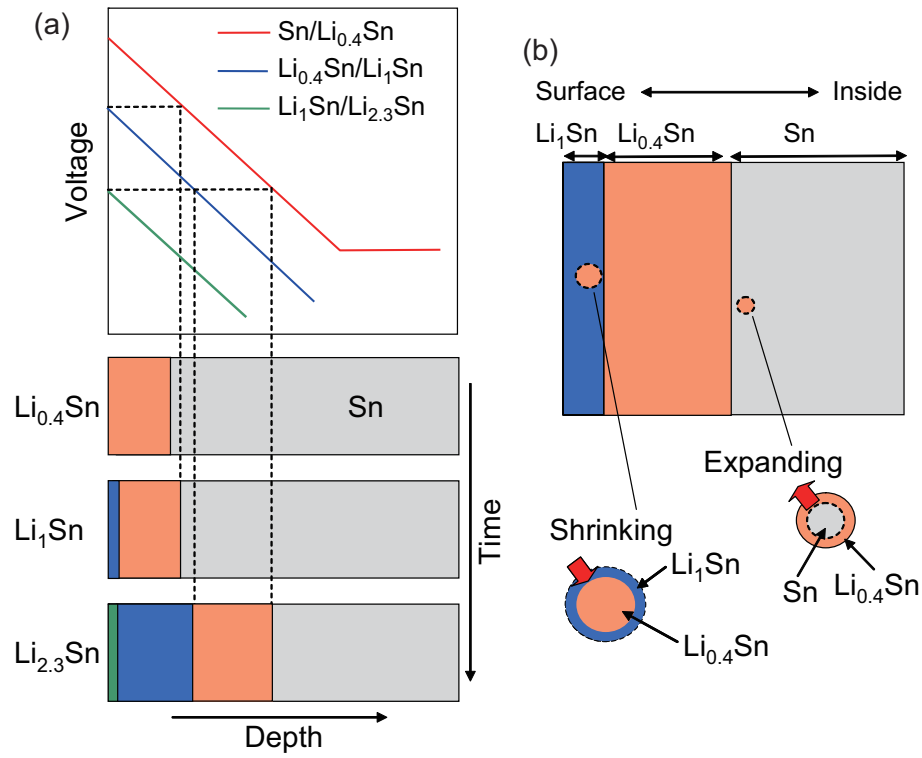 (a)
Sn/Li0.4Sn
Li0.4Sn/Li1Sn
Li1Sn/Li2.3Sn
Voltage
Li0.4Sn
Sn
Li1Sn
Li2.3Sn
Time
Depth
(b)
Surface
Inside
Li1Sn
Li0.4Sn
Sn
Shrinking
Expanding
Li1Sn
Li0.4Sn
Sn
Li0.4Sn